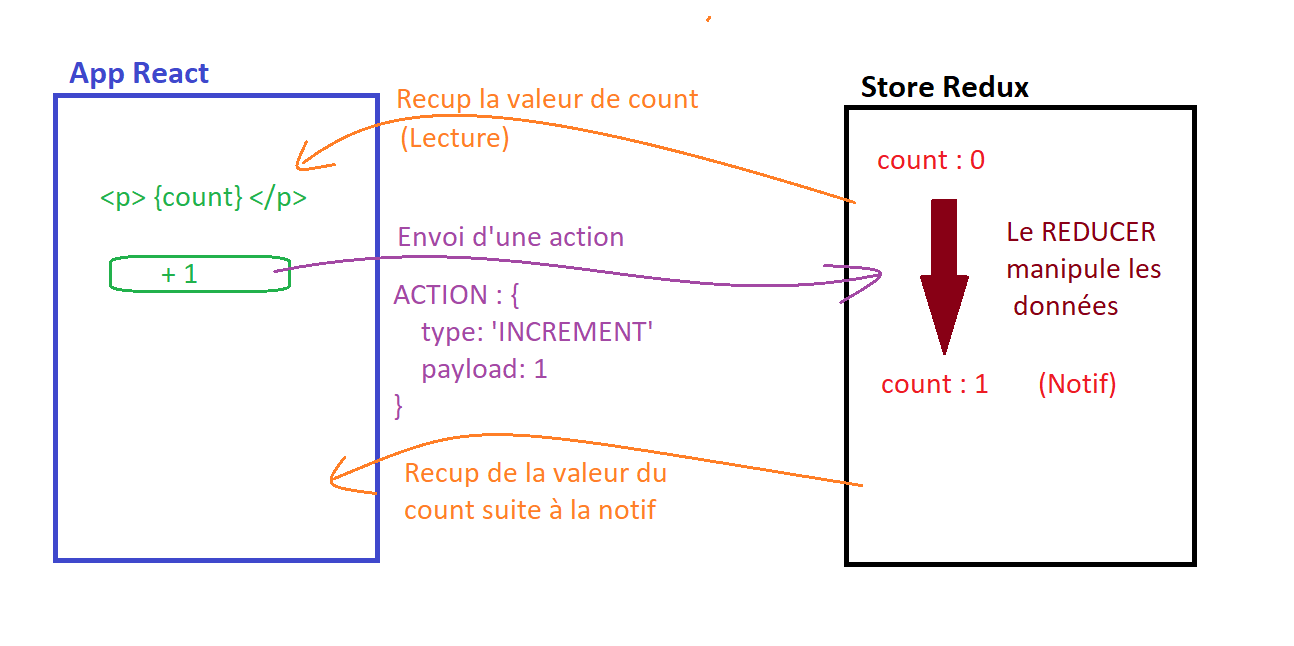 App React
Store Redux
Recup la valeur de count
(Lecture)
count : 0
<p> {count} </p>
Envoi d'une action
Le REDUCER
manipule les
données
+ 1
ACTION : {
type: 'INCREMENT'
payload: 1
}
count : 1 (Notif)
Recup de la valeur du
count suite à la notif